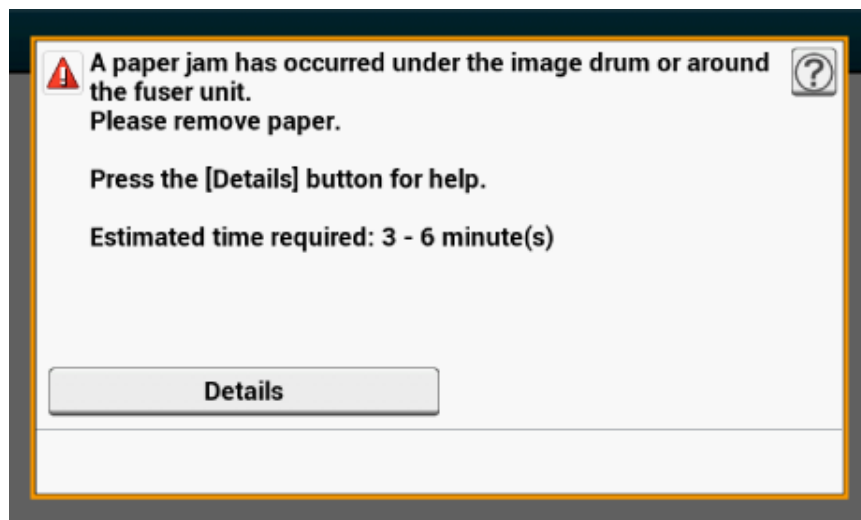 A paper jam has occurred under the image drum or around
the fuser unit.
Please remove paper.
Press the [Details] button for help.
Estimated time required: 3 - 6 minute(s)
Details